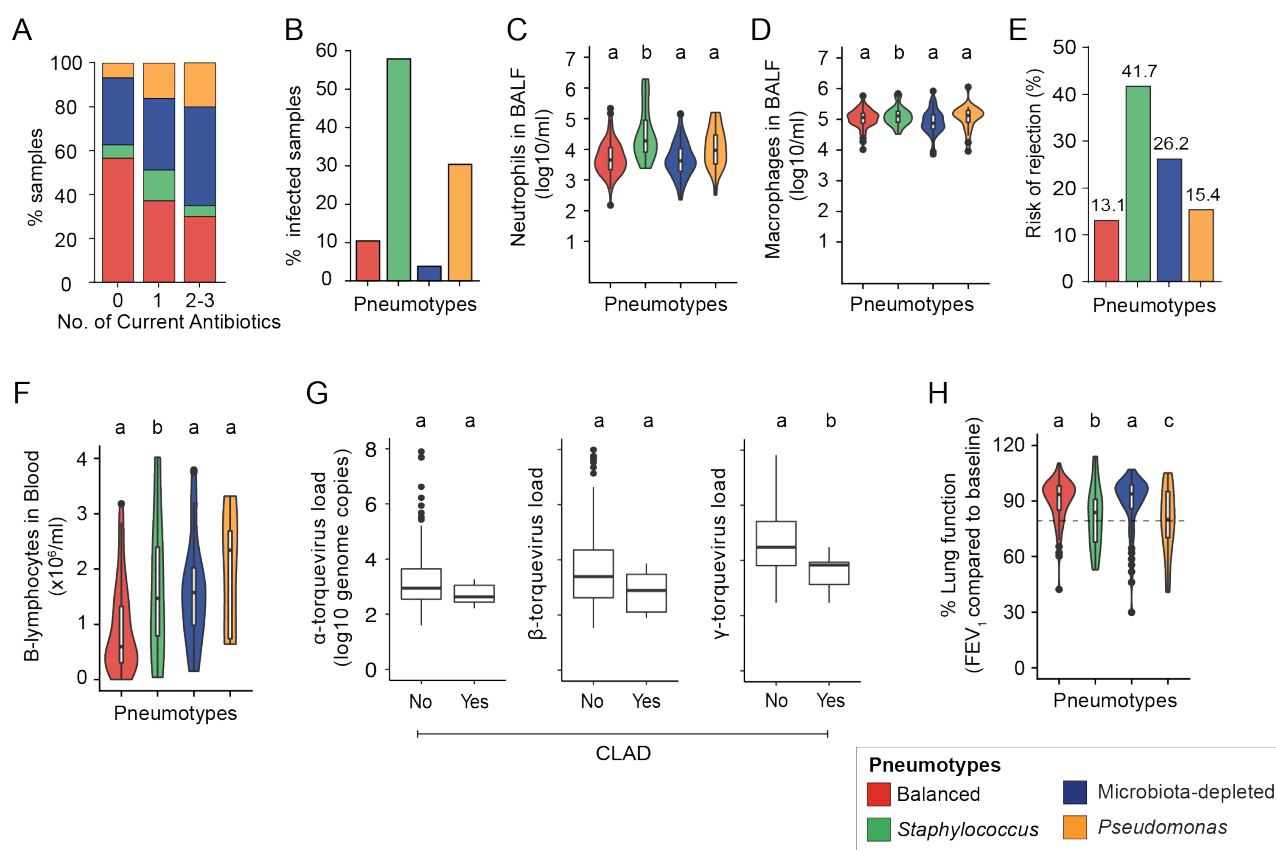 A
100
80
60
40
20
0
% samples
0 1 2-3
No. of Current Antibiotics
B
60
50
40
30
20
10
0
% infected samples
Pneumotypes
C
a b a a
7
6
5
4
3
2
1
Neutrophils in BALF
(log10/ml)
Pneumotypes
D
a b a a
7
6
5
4
3
2
1
Macrophages in BALF
(log10/ml)
Pneumotypes
E
50
40
30
20
10
0
Risk of rejection (%)
13.1
41.7
26.2
15.4
Pneumotypes
F
a b a a
4
3
2
1
0
B-lymphocytes in Blood
(x10⁶/ml)
Pneumotypes
G
a a
8
6
4
2
0
α-torquevirus load
(log10 genome copies)
No Yes
a a
β-torquevirus load
No Yes
a b
γ-torquevirus load
No Yes
CLAD
H
a b a c
120
90
60
30
0
% Lung function
(FEV₁ compared to baseline)
Pneumotypes
Pneumotypes
Balanced
Staphylococcus
Microbiota-depleted
Pseudomonas